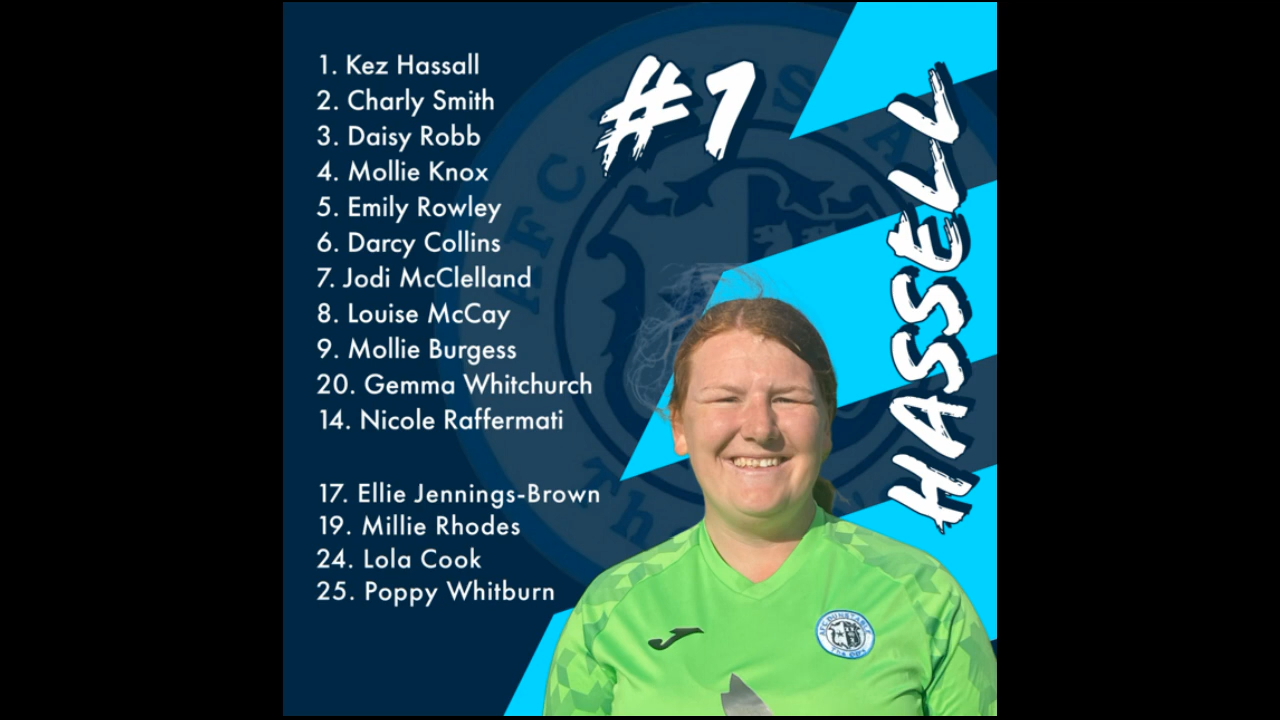 1. Kez Hassall
2. Charly Smith
3. Daisy Robb
4. Mollie Knox
5. Emily Rowley
6. Darcy Collins
7. Jodi McClelland
8. Louise McCay
9. Mollie Burgess
20. Gemma Whitchurch
14. Nicole Raffermati
17. Ellie Jennings-Brown
19. Millie Rhodes
24. Lola Cook
25. Poppy Whitburn
#1
HASSELL
AFC DUNSTABLE